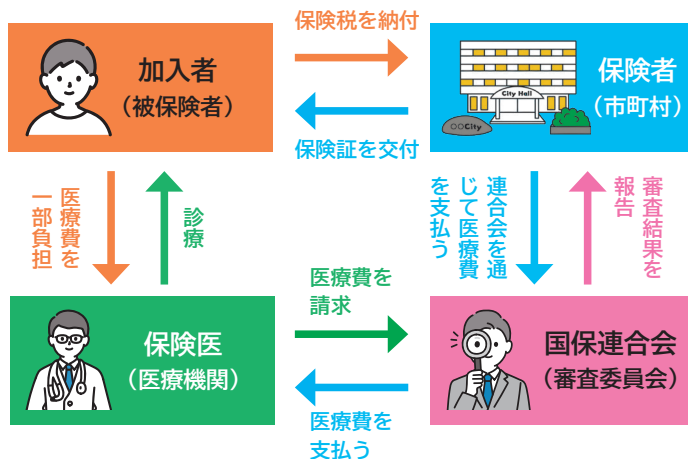 保険税を納付
加入者
（被保険者）
保険者
（市町村）
City Hall
○○City
保険証を交付
医療費を
一部負担
診療
連合会を通
じて医療費
を支払う
審査結果を
報告
医療費を
請求
保険医
（医療機関）
国保連合会
（審査委員会）
医療費を
支払う